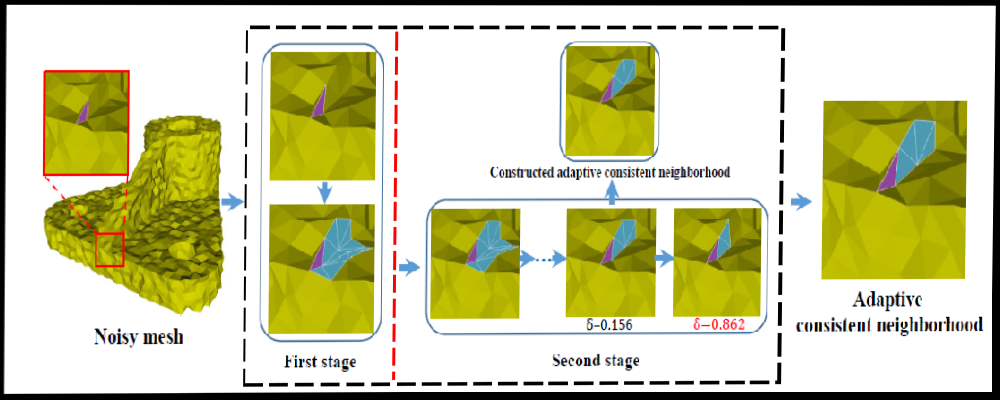 Noisy mesh
First stage
Constructed adaptive consistent neighborhood
δ=0.156
δ=0.862
Second stage
Adaptive
consistent neighborhood